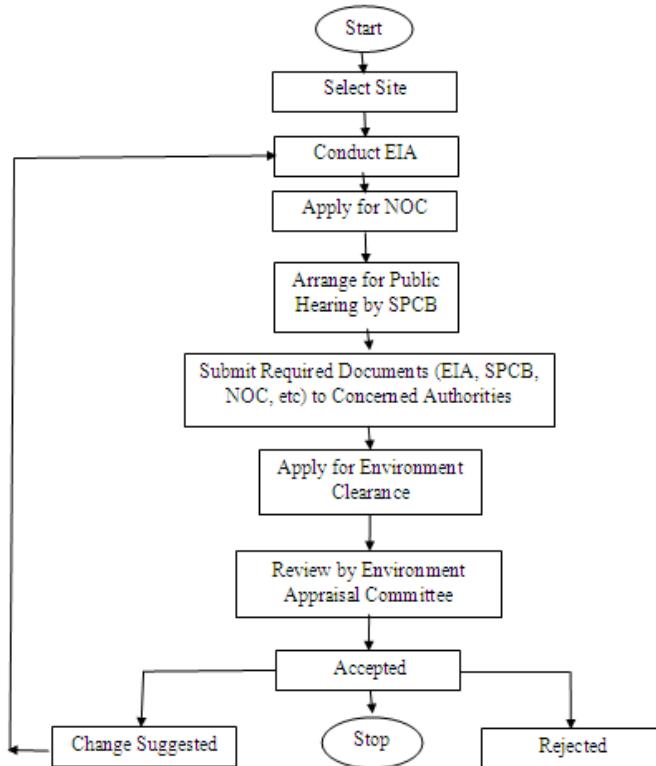 Start
Select Site
Conduct EIA
Apply for NOC
Arrange for Public
Hearing by SPCB
Submit Required Documents (EIA, SPCB,
NOC, etc) to Concerned Authorities
Apply for Environment
Clearance
Review by Environment
Appraisal Committee
Accepted
Change Suggested
Stop
Rejected